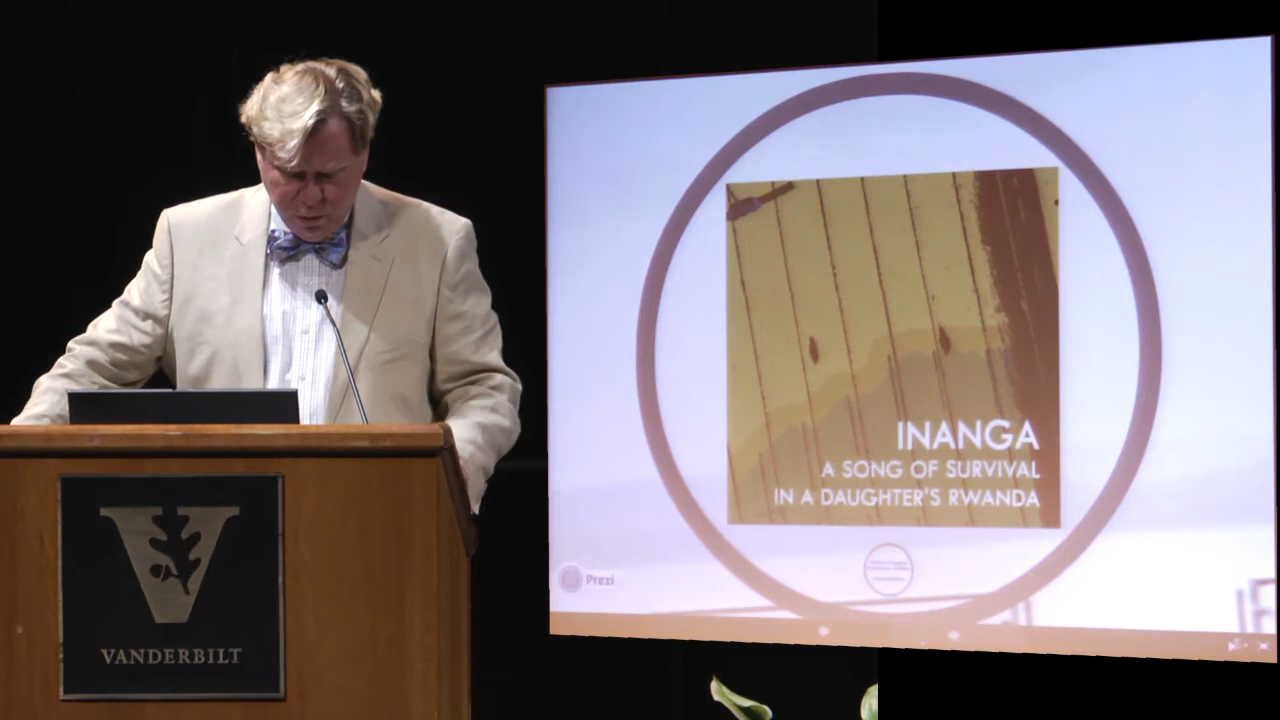 INANGA
A SONG OF SURVIVAL
IN A DAUGHTER'S RWANDA
Prezi
VANDERBILT